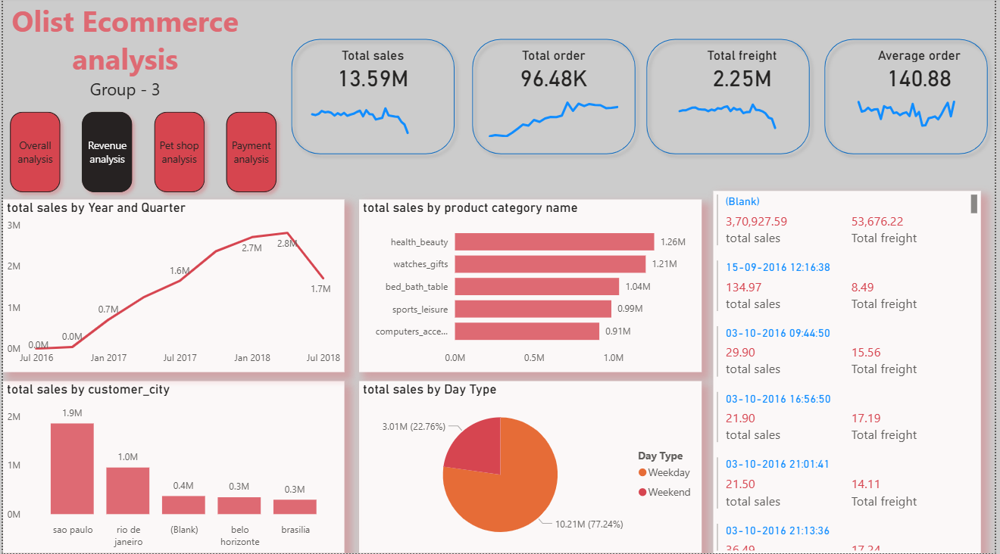 Olist Ecommerce
analysis
Group - 3
Overall
analysis
Revenue
analysis
Pet shop
analysis
Payment
analysis
Total sales
13.59M
Total order
96.48K
Total freight
2.25M
Average order
140.88
total sales by Year and Quarter
3M
2M
1M
0M
0.0M
0.0M
0.7M
1.6M
2.7M
2.8M
1.7M
Jul 2016
Jan 2017
Jul 2017
Jan 2018
Jul 2018
total sales by product category name
health_beauty
1.26M
watches_gifts
1.21M
bed_bath_table
1.04M
sports_leisure
0.99M
computers_acce...
0.91M
0.0M
0.5M
1.0M
(Blank)
3,70,927.59
53,676.22
total sales
Total freight
15-09-2016 12:16:38
134.97
8.49
total sales
Total freight
03-10-2016 09:44:50
29.90
15.56
total sales
Total freight
03-10-2016 16:56:50
21.90
17.19
total sales
Total freight
03-10-2016 21:01:41
21.50
14.11
total sales
Total freight
03-10-2016 21:13:36
36.49
17.24
total sales by customer_city
2M
1M
0M
1.9M
1.0M
0.4M
0.3M
0.3M
sao paulo
rio de
janeiro
(Blank)
belo
horizonte
brasilia
total sales by Day Type
3.01M (22.76%)
10.21M (77.24%)
Day Type
Weekday
Weekend